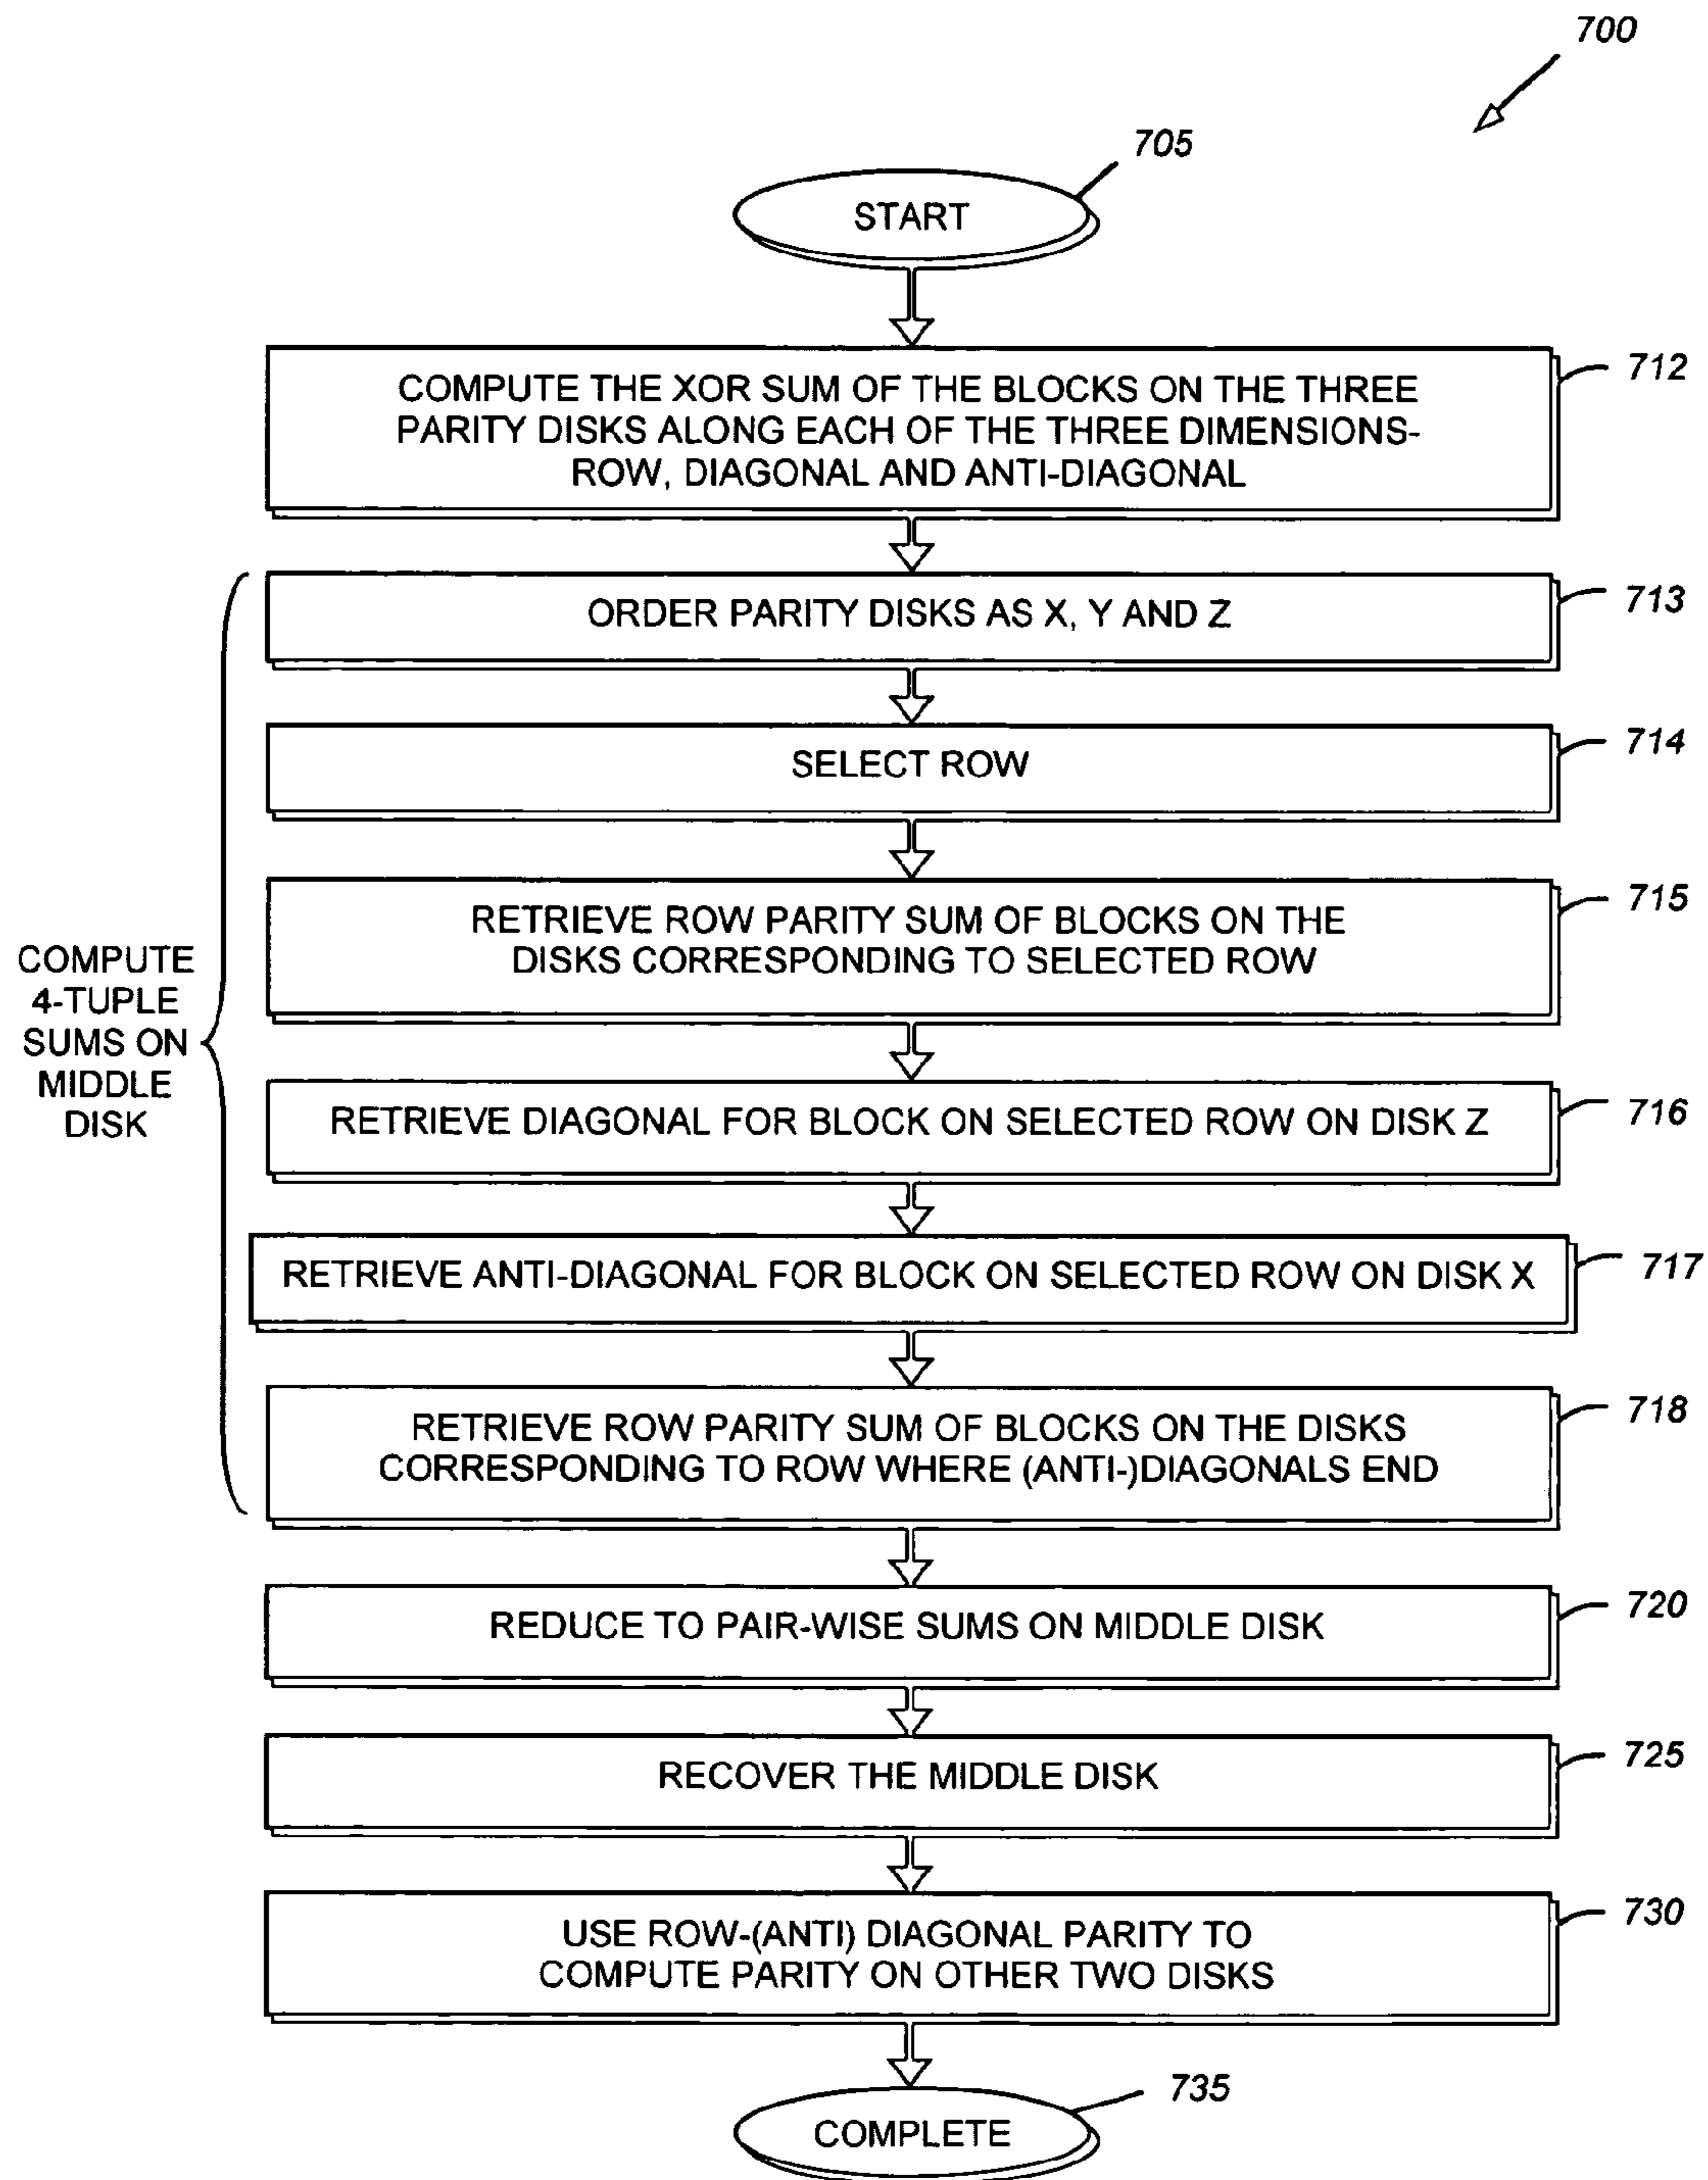 700
705
START
712
COMPUTE THE XOR SUM OF THE BLOCKS ON THE THREE
PARITY DISKS ALONG EACH OF THE THREE DIMENSIONS-
ROW, DIAGONAL AND ANTI-DIAGONAL
713
ORDER PARITY DISKS AS X, Y AND Z
714
SELECT ROW
715
RETRIEVE ROW PARITY SUM OF BLOCKS ON THE
DISKS CORRESPONDING TO SELECTED ROW
COMPUTE
4-TUPLE
SUMS ON
MIDDLE
DISK
716
RETRIEVE DIAGONAL FOR BLOCK ON SELECTED ROW ON DISK Z
717
RETRIEVE ANTI-DIAGONAL FOR BLOCK ON SELECTED ROW ON DISK X
718
RETRIEVE ROW PARITY SUM OF BLOCKS ON THE DISKS
CORRESPONDING TO ROW WHERE (ANTI-)DIAGONALS END
720
REDUCE TO PAIR-WISE SUMS ON MIDDLE DISK
725
RECOVER THE MIDDLE DISK
730
USE ROW-(ANTI) DIAGONAL PARITY TO
COMPUTE PARITY ON OTHER TWO DISKS
735
COMPLETE